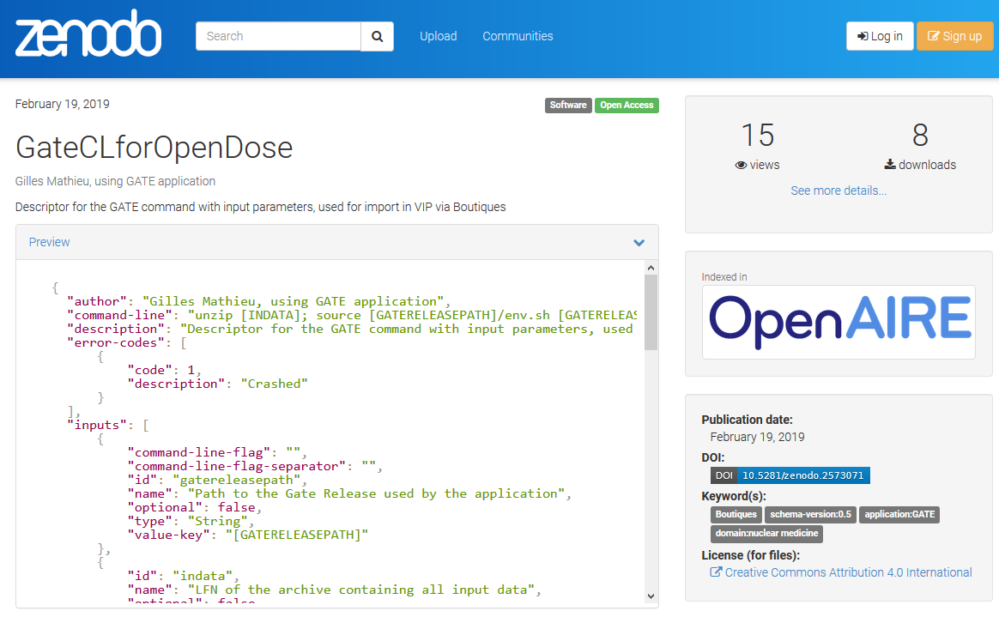 zenodo
Search
Upload
Communities
Log in
Sign up
February 19, 2019
Software
Open Access
GateCLforOpenDose
Gilles Mathieu, using GATE application
Descriptor for the GATE command with input parameters, used for import in VIP via Boutiques
Preview
{
"author": "Gilles Mathieu, using GATE application",
"command-line": "unzip [INDATA]; source [GATERELEASEPATH]/env.sh [GATERELEAS
"description": "Descriptor for the GATE command with input parameters, used
"error-codes": [
{
"code": 1,
"description": "Crashed"
}
],
"inputs": [
{
"command-line-flag": "",
"command-line-flag-separator": "",
"id": "gatereleasepath",
"name": "Path to the Gate Release used by the application",
"optional": false,
"type": "String",
"value-key": "[GATERELEASEPATH]"
},
{
"id": "indata",
"name": "LFN of the archive containing all input data",
"optional": false
15
views
8
downloads
See more details...
Indexed in
OpenAIRE
Publication date:
February 19, 2019
DOI:
DOI 10.5281/zenodo.2573071
Keyword(s):
Boutiques schema-version:0.5 application:GATE
domain:nuclear medicine
License (for files):
Creative Commons Attribution 4.0 International